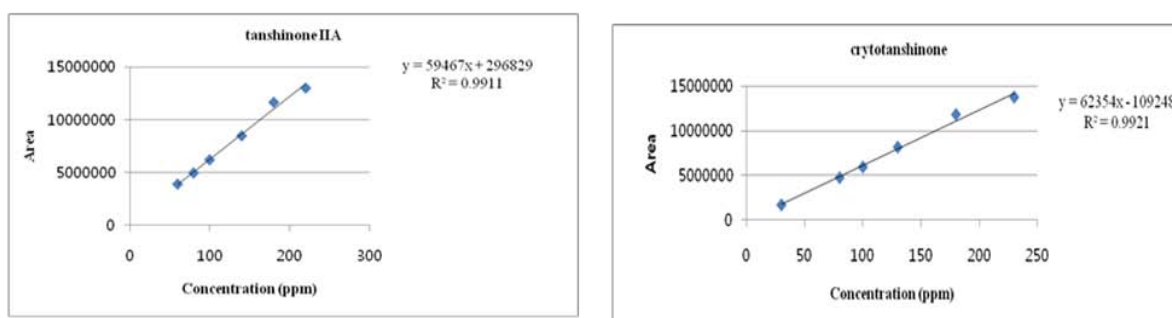 tanshinone IIA
y = 59467x + 296829
R² = 0.9911
15000000
10000000
5000000
0
Area
0 100 200 300
Concentration (ppm)
crytotanshinone
y = 62354x - 109248
R² = 0.9921
15000000
10000000
5000000
0
Area
0 50 100 150 200 250
Concentration (ppm)